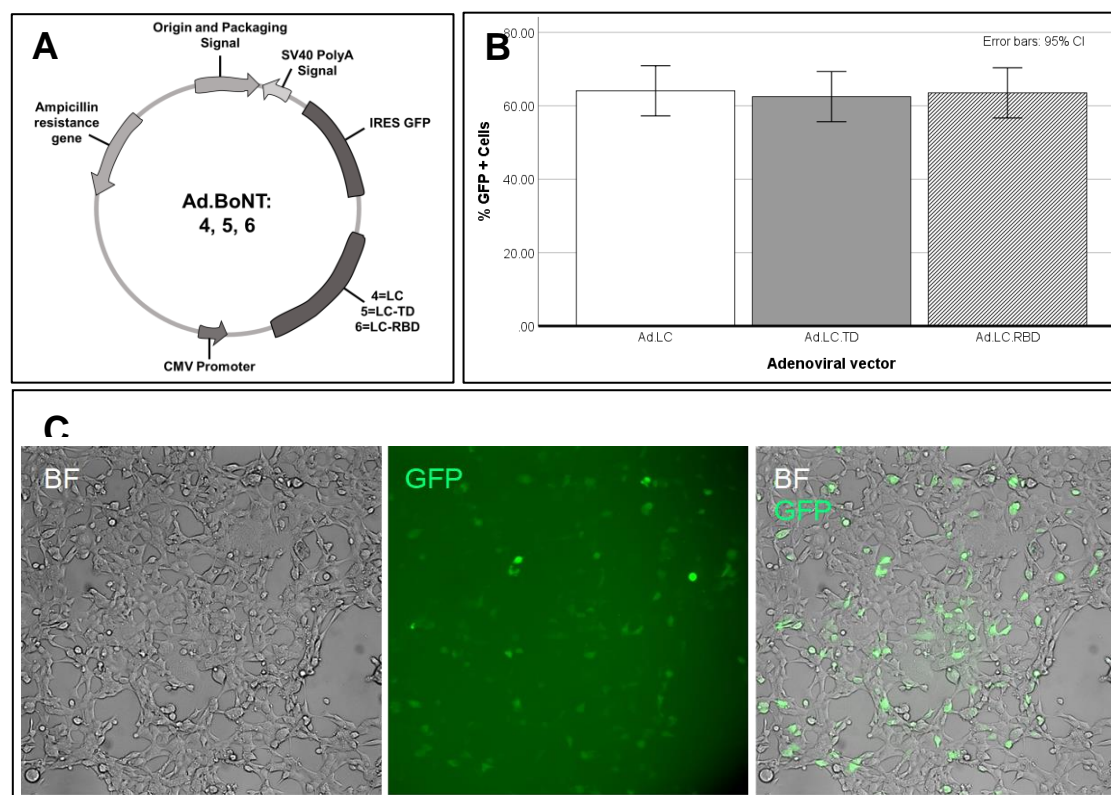 A
Origin and Packaging
Signal
SV40 PolyA
Signal
Ampicillin
resistance
gene
IRES GFP
Ad.BoNT:
4, 5, 6
4=LC
5=LC-TD
6=LC-RBD
CMV Promoter
B
Error bars: 95% CI
80.00
60.00
40.00
20.00
.00
% GFP + Cells
Ad.LC
Ad.LC.TD
Ad.LC.RBD
Adenoviral vector
C
BF
GFP
BF
GFP